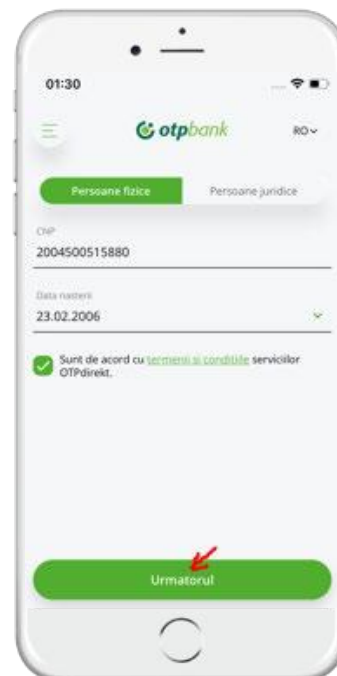 01:30
otpbank
RO
Persoane fizice Persoane juridice
CNP
2004500515880
Data nasterii
23.02.2006
Sunt de acord cu termenii si conditiile serviciilor
OTPdirekt.
Urmatorul